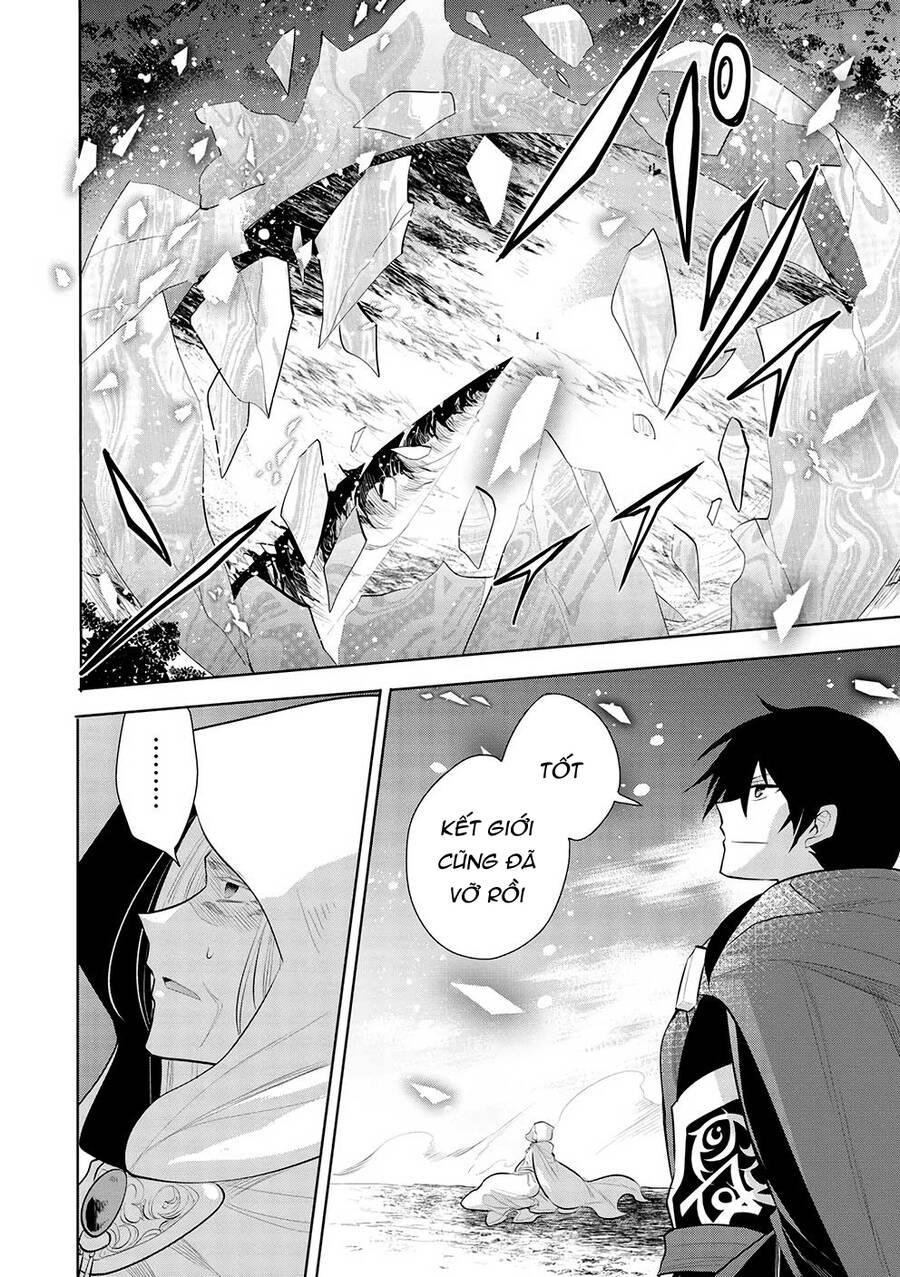 TỐT
KẾT GIỚI
CŨNG ĐÃ
VỠ RỒI
.........